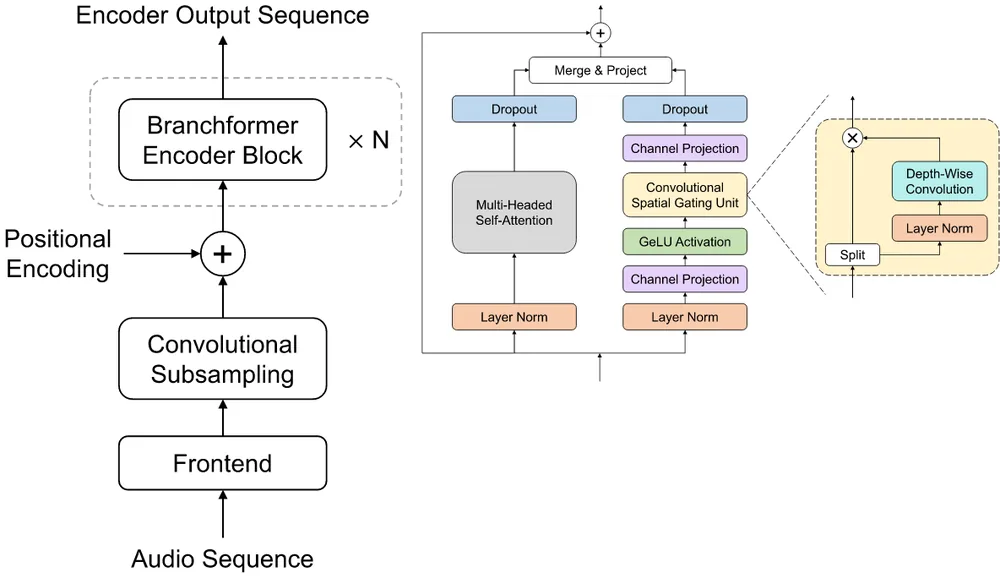 Encoder Output Sequence
Branchformer
Encoder Block
× N
Positional
Encoding
+
Convolutional
Subsampling
Frontend
Audio Sequence
+
Merge & Project
Dropout
Multi-Headed
Self-Attention
Layer Norm
Dropout
Channel Projection
Convolutional
Spatial Gating Unit
GeLU Activation
Channel Projection
Layer Norm
×
Depth-Wise
Convolution
Layer Norm
Split